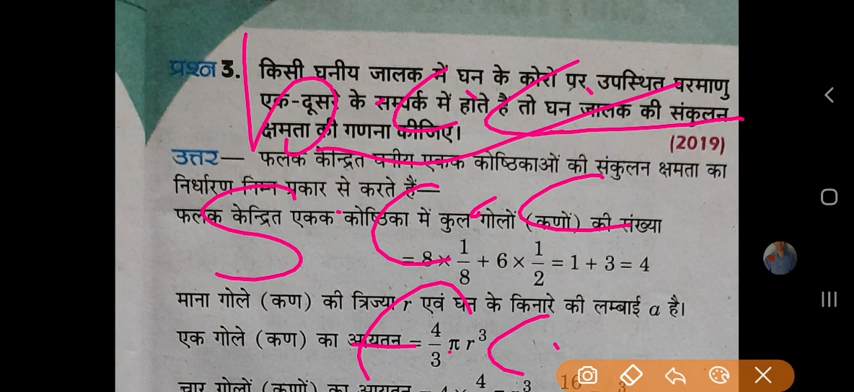 प्रश्न 3. किसी घनीय जालक में घन के कोरों पर उपस्थित परमाणु
एक-दूसरे के सम्पर्क में होते हैं तो घन जालक की संकुलन
क्षमता की गणना कीजिए।
(2019)
उत्तर— फलक केन्द्रित घनीय एकक कोष्ठिकाओं की संकुलन क्षमता का
निर्धारण निम्न प्रकार से करते हैं—
फलक केन्द्रित एकक कोष्ठिका में कुल गोलों (कणों) की संख्या
= 8 × 1/8 + 6 × 1/2 = 1 + 3 = 4
माना गोले (कण) की त्रिज्या r एवं घन के किनारे की लम्बाई a है।
एक गोले (कण) का आयतन = 4/3 π r³
चार गोलों (कणों) का आयतन